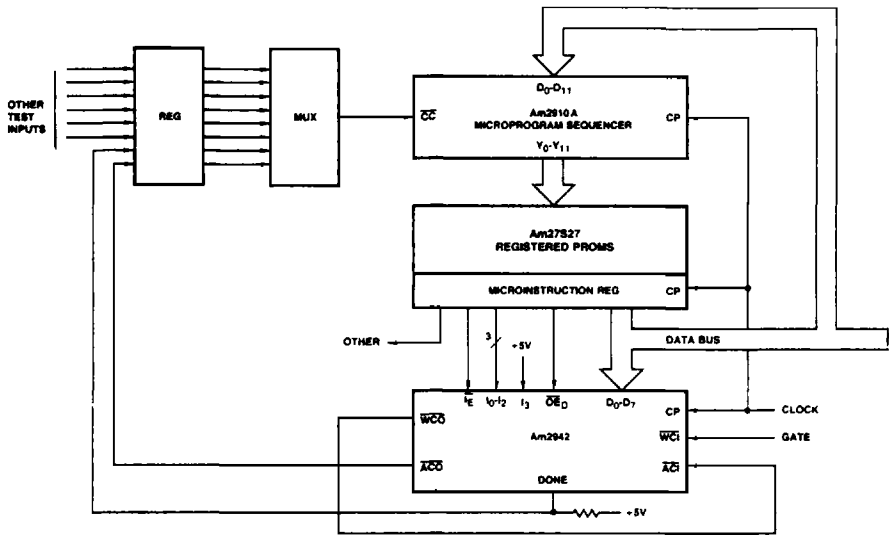 OTHER
TEST
INPUTS
REG
MUX
D0-D11
CC
Am2910A
MICROPROGRAM SEQUENCER
CP
Y0-Y11
Am27S27
REGISTERED PROMS
MICROINSTRUCTION REG
CP
OTHER
3
+5V
DATA BUS
IE
I0-I2
I3
OED
D0-D7
WCO
CP
CLOCK
Am2942
WCI
GATE
ACO
ACI
DONE
+5V